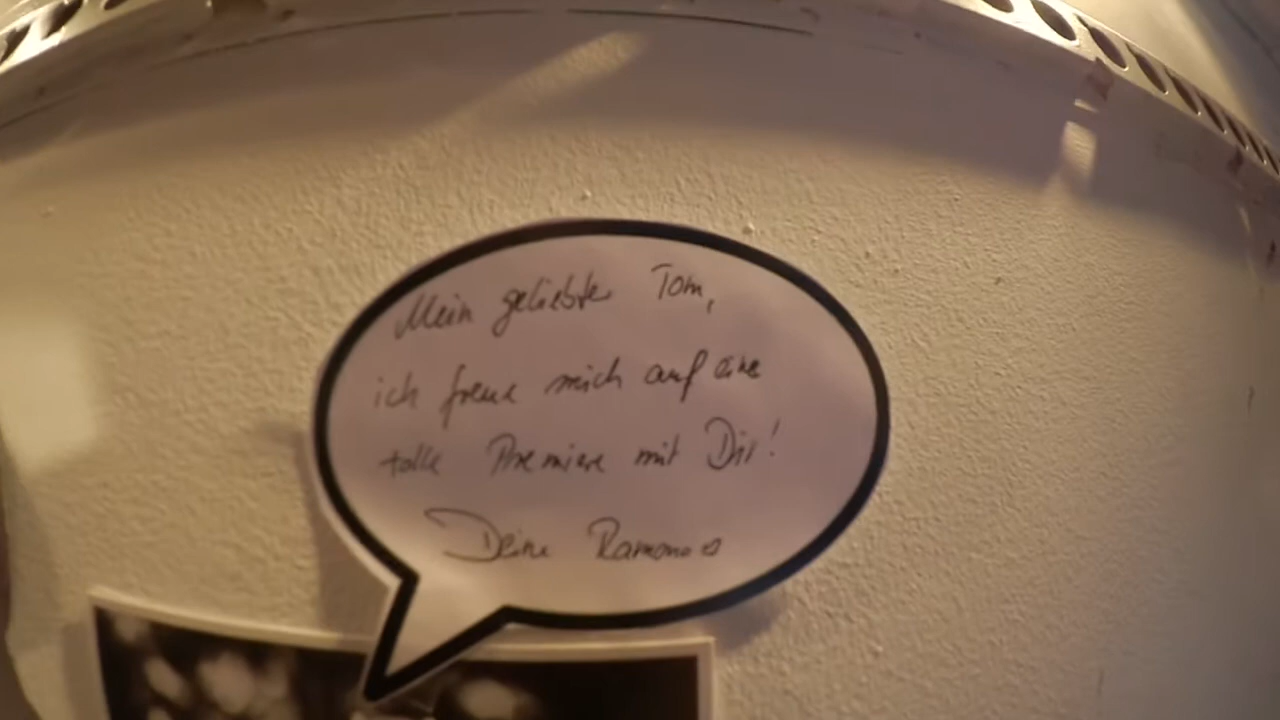 Mein geliebter Tom,
ich freue mich auf eine
tolle Premiere mit Dir!
Deine Ramona